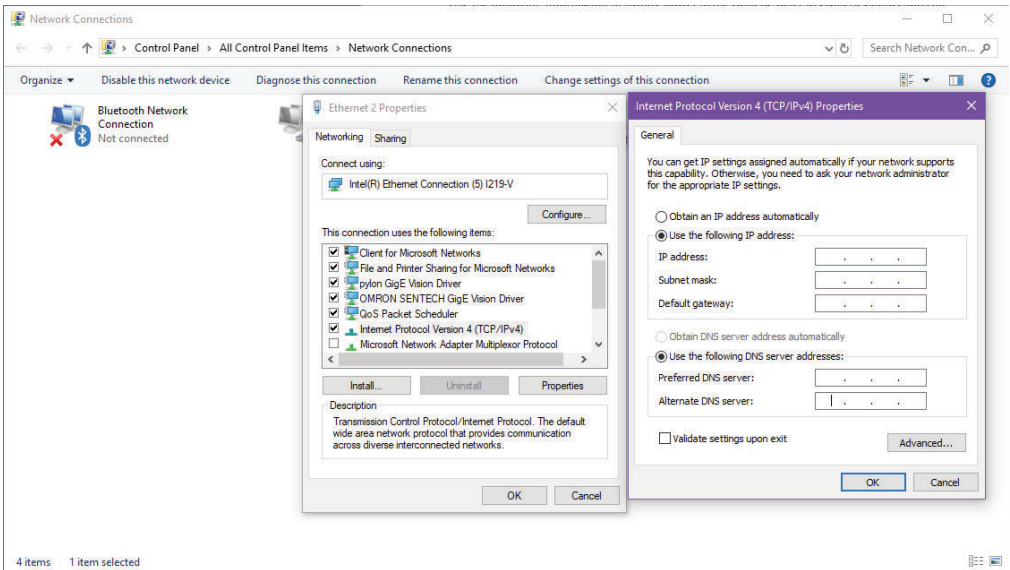 Network Connections
Control Panel > All Control Panel Items > Network Connections
Search Network Con...
Organize
Disable this network device
Diagnose this connection
Rename this connection
Change settings of this connection
Bluetooth Network
Connection
Not connected
Ethernet 2 Properties
Networking
Sharing
Connect using:
Intel(R) Ethernet Connection (5) I219-V
Configure...
This connection uses the following items:
Client for Microsoft Networks
File and Printer Sharing for Microsoft Networks
pylon GigE Vision Driver
OMRON SENTECH GigE Vision Driver
QoS Packet Scheduler
Internet Protocol Version 4 (TCP/IPv4)
Microsoft Network Adapter Multiplexor Protocol
Install...
Uninstall
Properties
Description
Transmission Control Protocol/Internet Protocol. The default
wide area network protocol that provides communication
across diverse interconnected networks.
OK
Cancel
Internet Protocol Version 4 (TCP/IPv4) Properties
General
You can get IP settings assigned automatically if your network supports
this capability. Otherwise, you need to ask your network administrator
for the appropriate IP settings.
Obtain an IP address automatically
Use the following IP address:
IP address:
Subnet mask:
Default gateway:
Obtain DNS server address automatically
Use the following DNS server addresses:
Preferred DNS server:
Alternate DNS server:
Validate settings upon exit
Advanced...
OK
Cancel
4 items
1 item selected